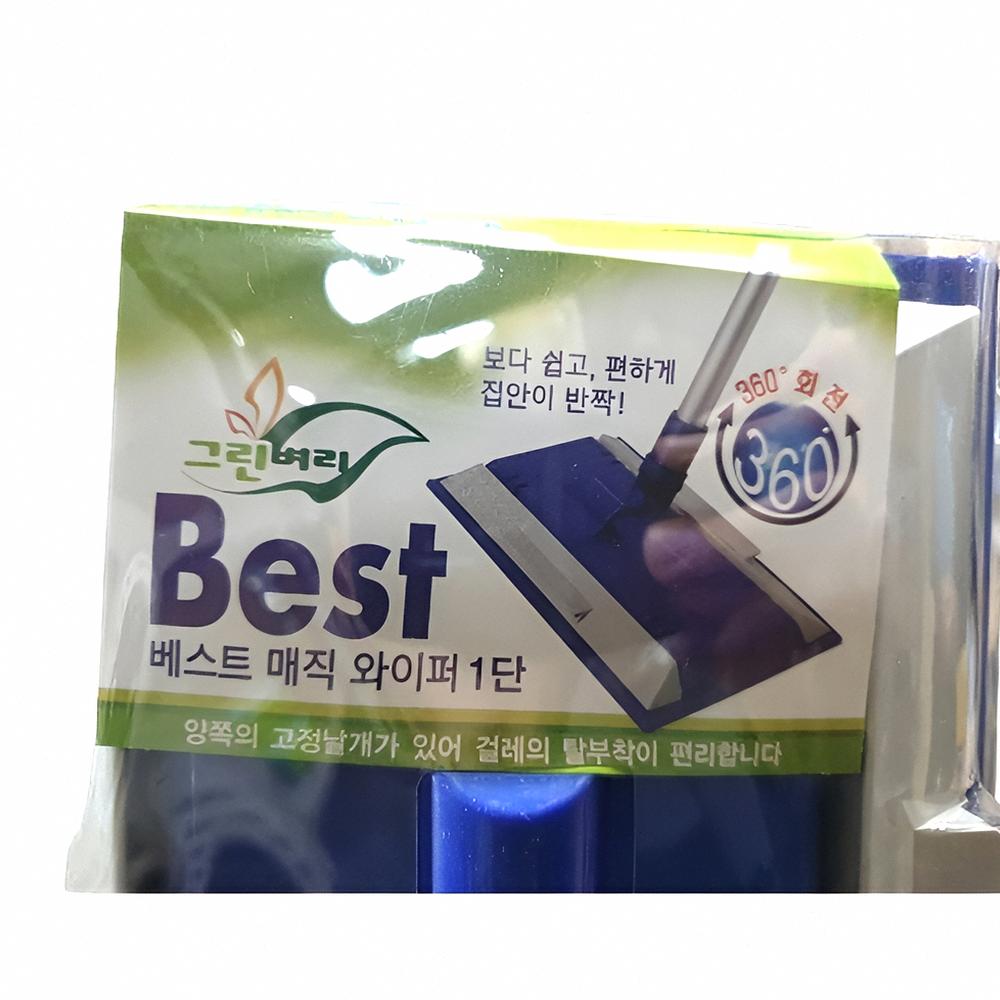 보다 쉽고, 편하게
집안이 반짝!
360° 회전
360°
그린벼리
Best
베스트 매직 와이퍼 1단
양쪽의 고정날개가 있어 걸레의 탈부착이 편리합니다